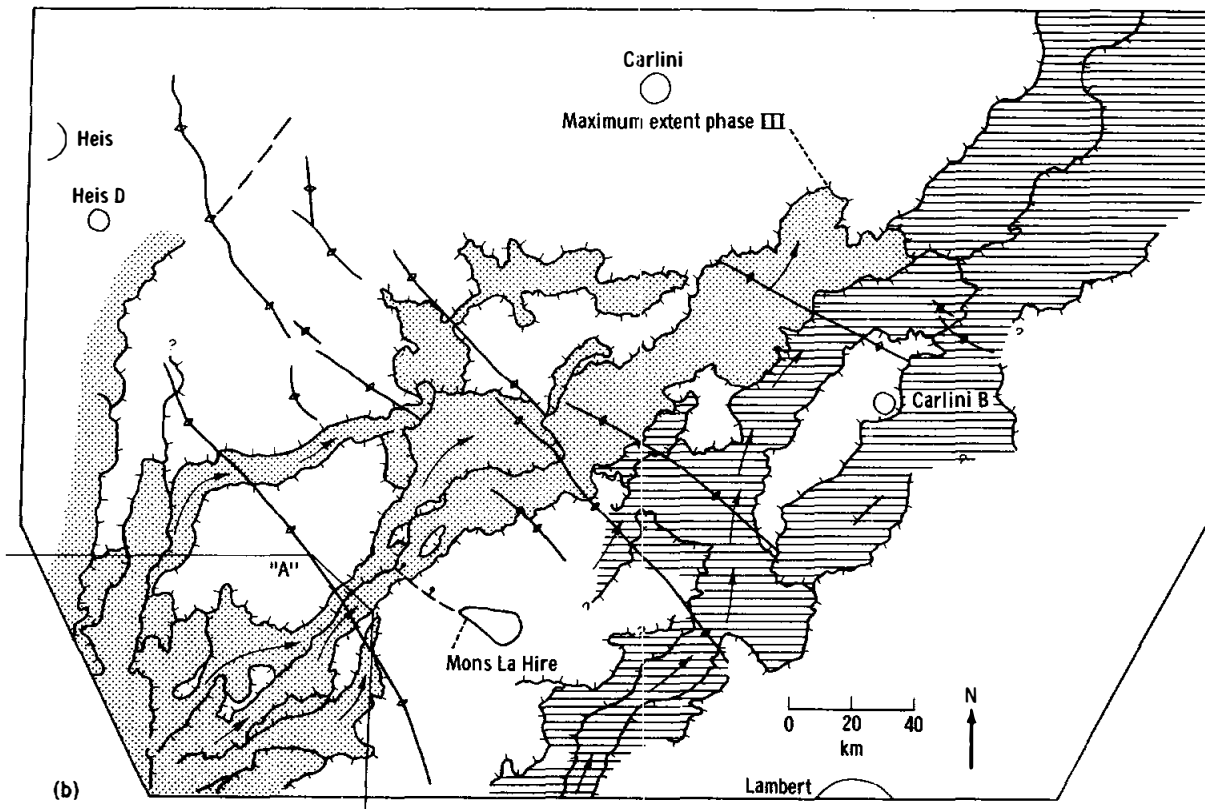 Carlini
Maximum extent phase III
Heis
Heis D
?
?
Carlini B
?
"A"
?
Mons La Hire
N
0 20 40
km
Lambert
(b)